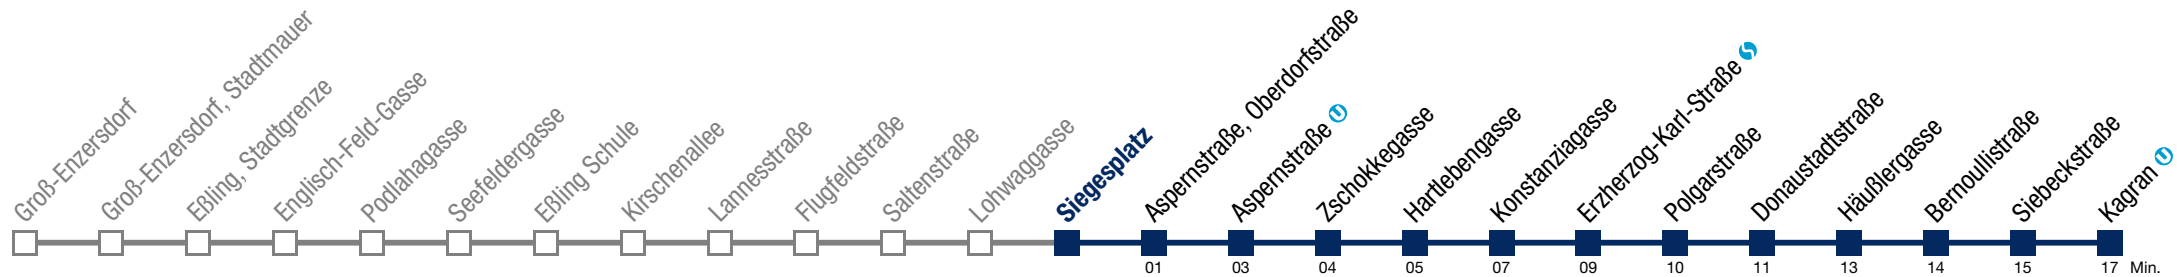 Groß-Enzersdorf
Groß-Enzersdorf, Stadtmauer
Eßling, Stadtgrenze
Englisch-Feld-Gasse
Podlahagasse
Seefeldergasse
Eßling Schule
Kirschenallee
Lannesstraße
Flugfeldstraße
Saltenstraße
Lohwaggasse
Siegesplatz
Aspernstraße, Oberdorfstraße
Aspernstraße U
Zschokkegasse
Hartlebengasse
Konstanziagasse
Erzherzog-Karl-Straße S
Polgarstraße
Donaustadtstraße
Häußlergasse
Bernoullistraße
Siebeckstraße
Kagran U
01 03 04 05 07 09 10 11 13 14 15 17 Min.